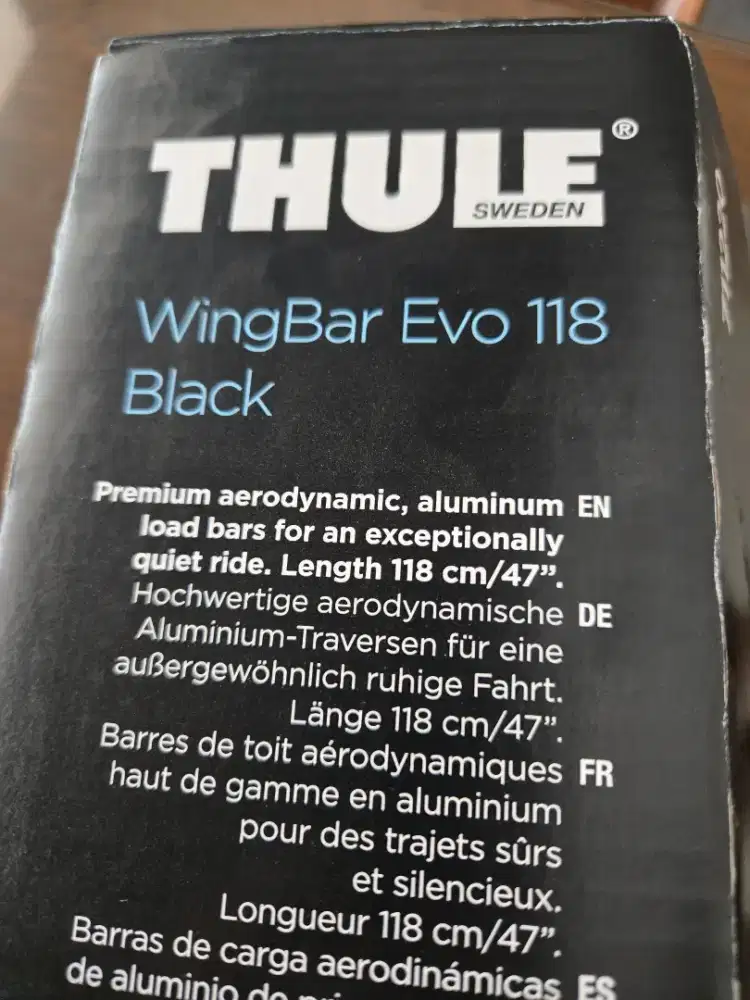 THULE®
SWEDEN
WingBar Evo 118
Black
Premium aerodynamic, aluminum EN
load bars for an exceptionally
quiet ride. Length 118 cm/47”.
Hochwertige aerodynamische DE
Aluminium-Traversen für eine
außergewöhnlich ruhige Fahrt.
Länge 118 cm/47”.
Barres de toit aérodynamiques FR
haut de gamme en aluminium
pour des trajets sûrs
et silencieux.
Longueur 118 cm/47”.
Barras de carga aerodinámicas ES
de aluminio de